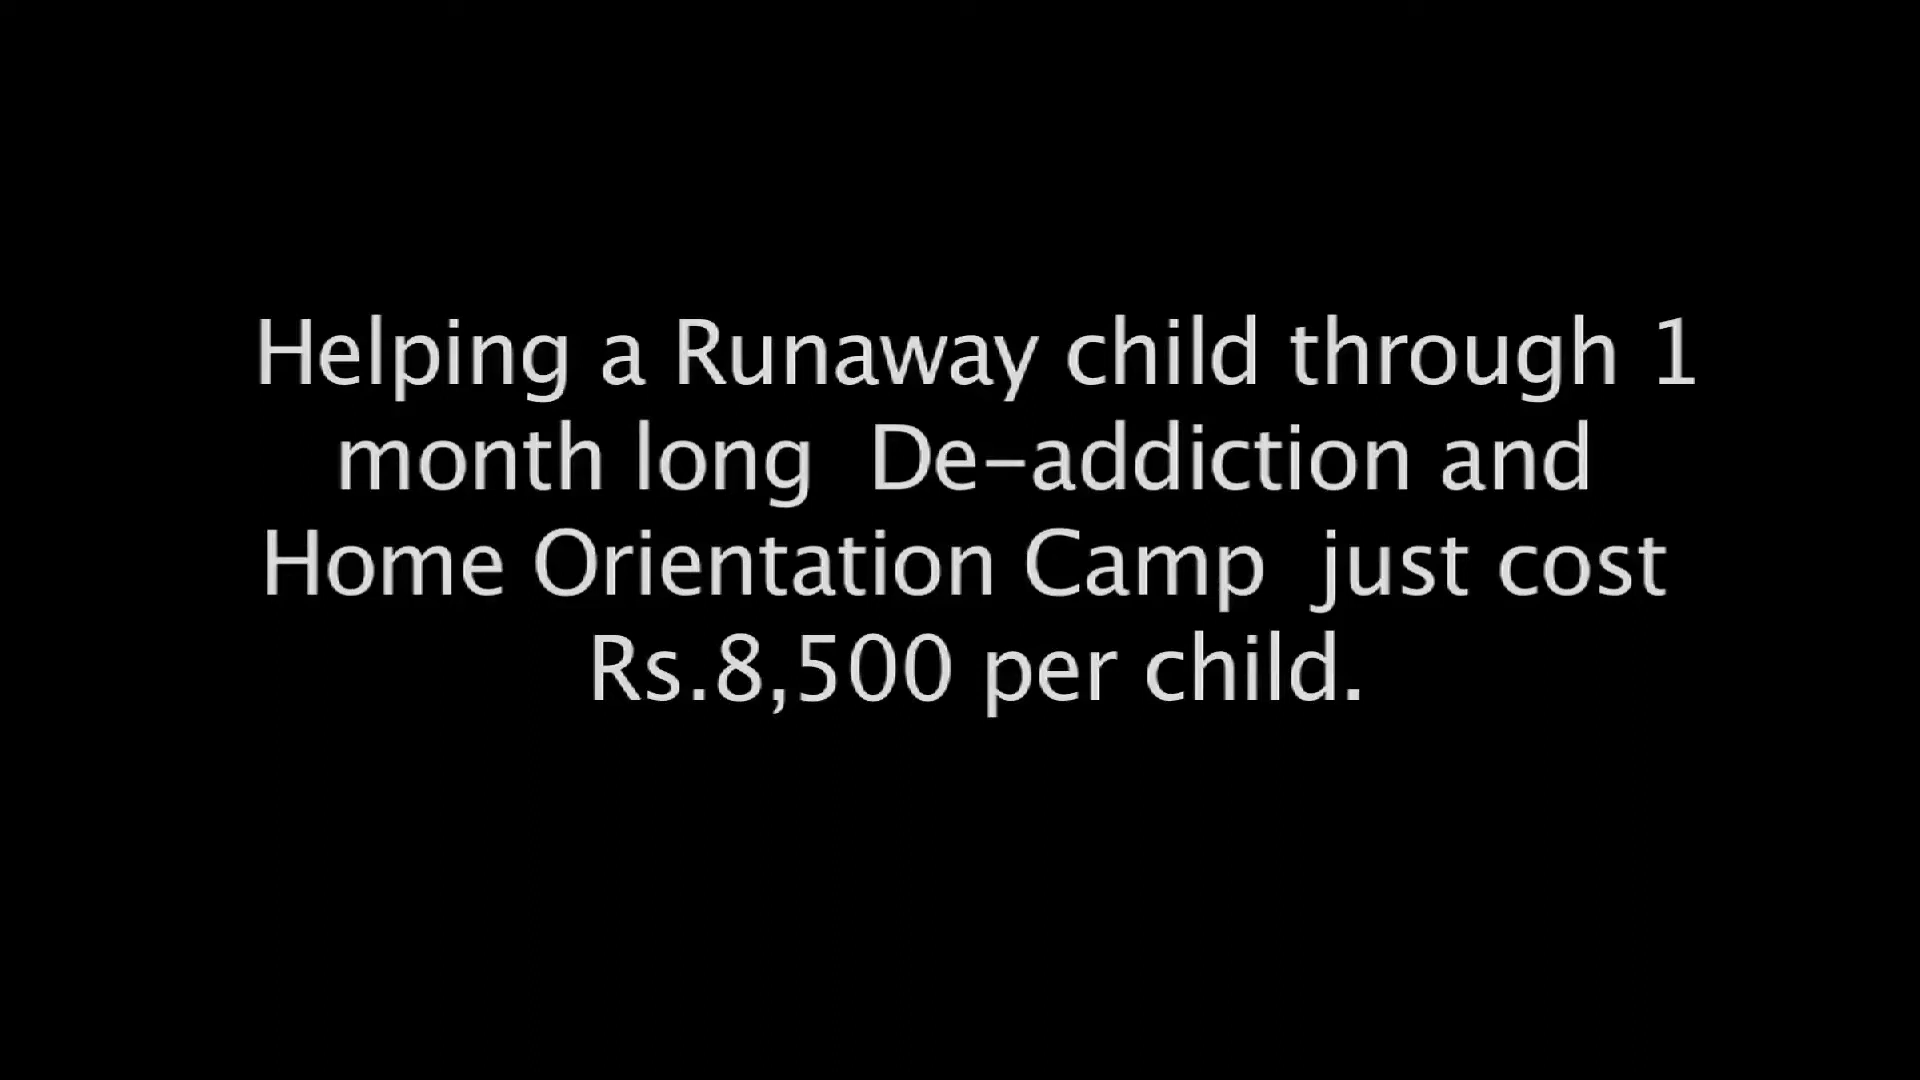 Helping a Runaway child through 1
month long  De-addiction and
Home Orientation Camp  just cost
Rs.8,500 per child.